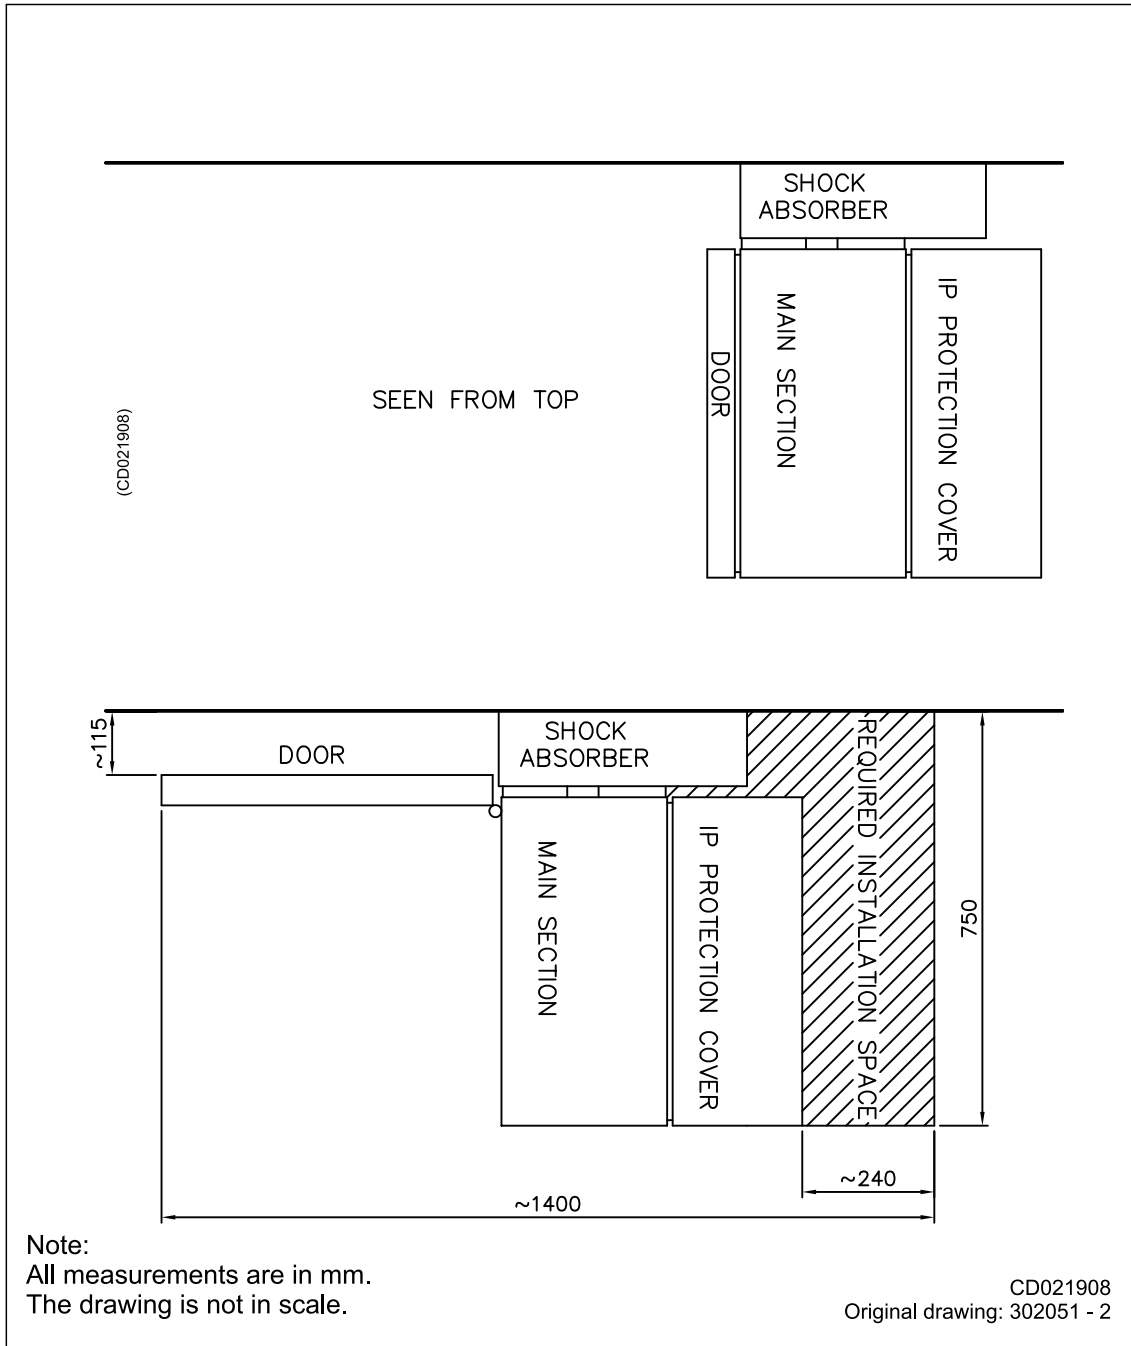 SHOCK
ABSORBER
DOOR
MAIN SECTION
IP PROTECTION COVER
SEEN FROM TOP
(CD021908)
~115
DOOR
SHOCK
ABSORBER
MAIN SECTION
IP PROTECTION COVER
REQUIRED INSTALLATION SPACE
750
~240
~1400
Note:
All measurements are in mm.
The drawing is not in scale.
CD021908
Original drawing: 302051 - 2